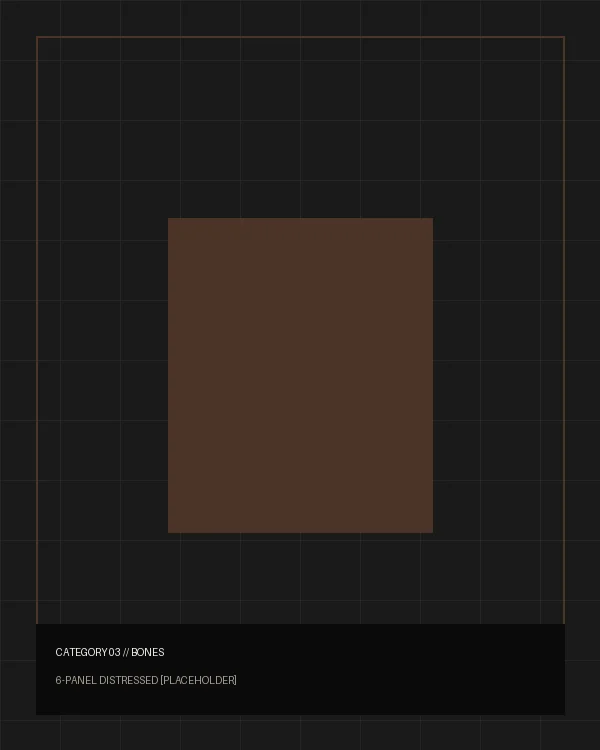 CATEGORY 03 // BONES
6-PANEL DISTRESSED [PLACEHOLDER]